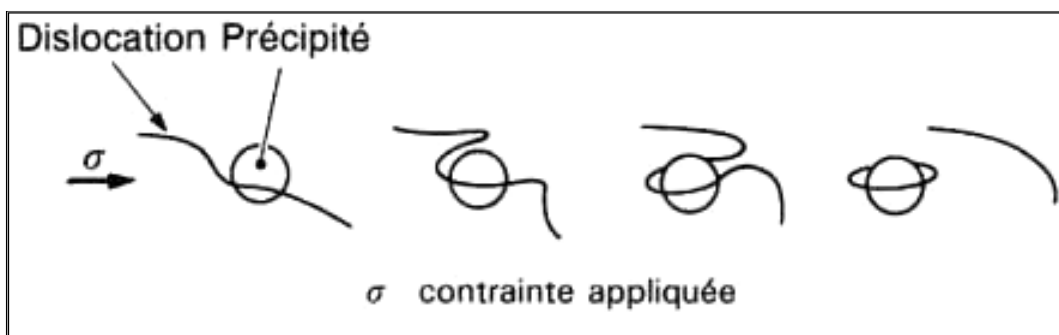 Dislocation Précipité
σ
σ contrainte appliquée